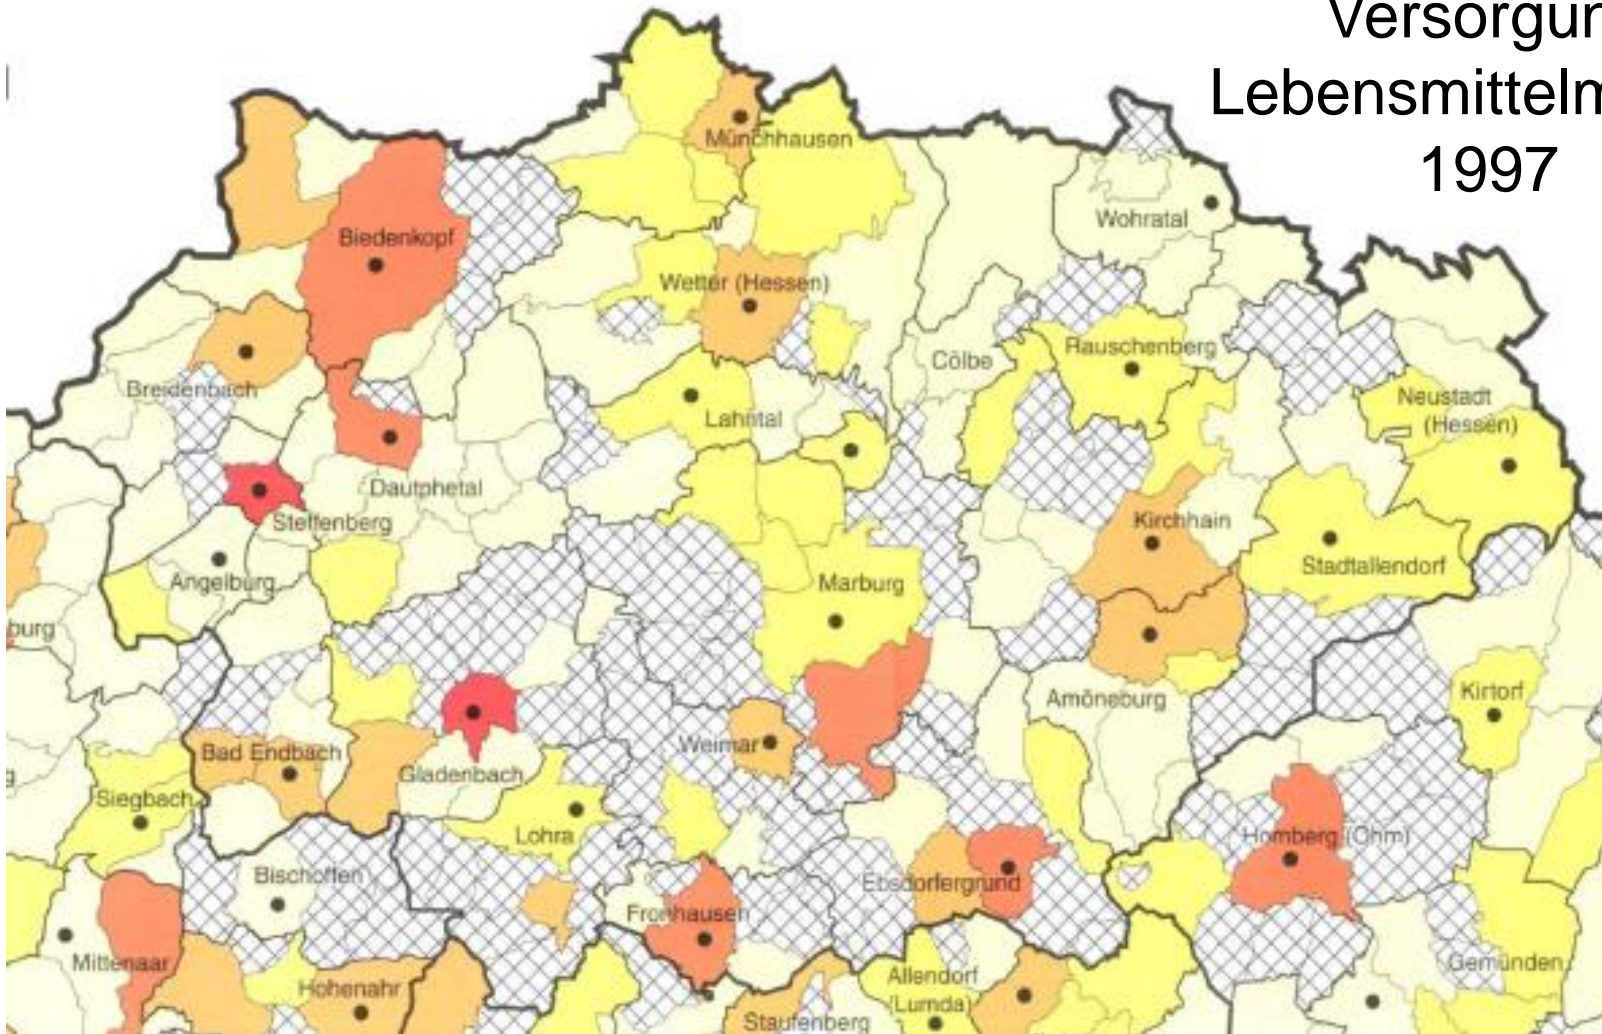 Versorgun
Lebensmitteln
1997
Münchhausen
Wohratal
Biedenkopf
Wetter (Hessen)
Cölbe
Rauschenberg
Breidenbach
Lahntal
Neustadt
(Hessen)
Dautphetal
Steffenberg
Kirchhain
Angelburg
Marburg
Stadtallendorf
burg
Amöneburg
Kirtorf
Weimar
Bad Endbach
Gladenbach
g
Siegbach
Lohra
Homberg (Ohm)
Bischoffen
Ebsdorfergrund
Fronhausen
Mittenaar
Hohenahr
Allendorf
(Lumda)
Gemünden
Staufenberg